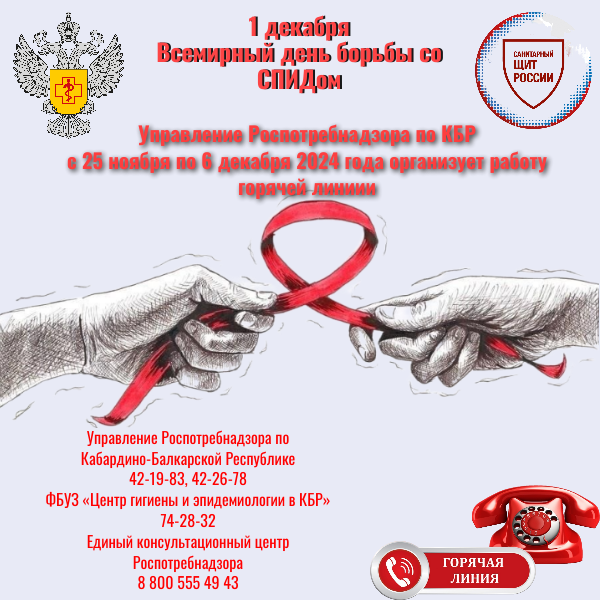 1 декабря
Всемирный день борьбы со
СПИДом
САНИТАРНЫЙ
ЩИТ
РОССИИ
Управление Роспотребнадзора по КБР
с 25 ноября по 6 декабря 2024 года организует работу
горячей линиии
Управление Роспотребнадзора по
Кабардино-Балкарской Республике
42-19-83, 42-26-78
ФБУЗ «Центр гигиены и эпидемиологии в КБР»
74-28-32
Единый консультационный центр
Роспотребнадзора
8 800 555 49 43
ГОРЯЧАЯ
ЛИНИЯ